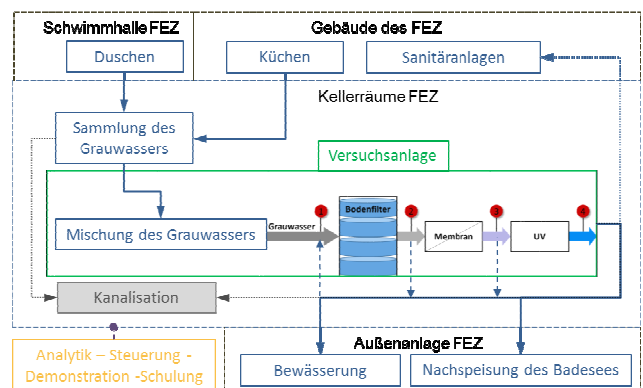 Schwimmhalle FEZ
Gebäude des FEZ
Duschen
Küchen
Sanitäranlagen
Kellerräume FEZ
Sammlung des
Grauwassers
Versuchsanlage
Mischung des Grauwassers
Grauwasser
1
Bodenfilter
2
Membran
3
UV
4
Kanalisation
Außenanlage FEZ
Analytik – Steuerung -
Demonstration -Schulung
Bewässerung
Nachspeisung des Badesees